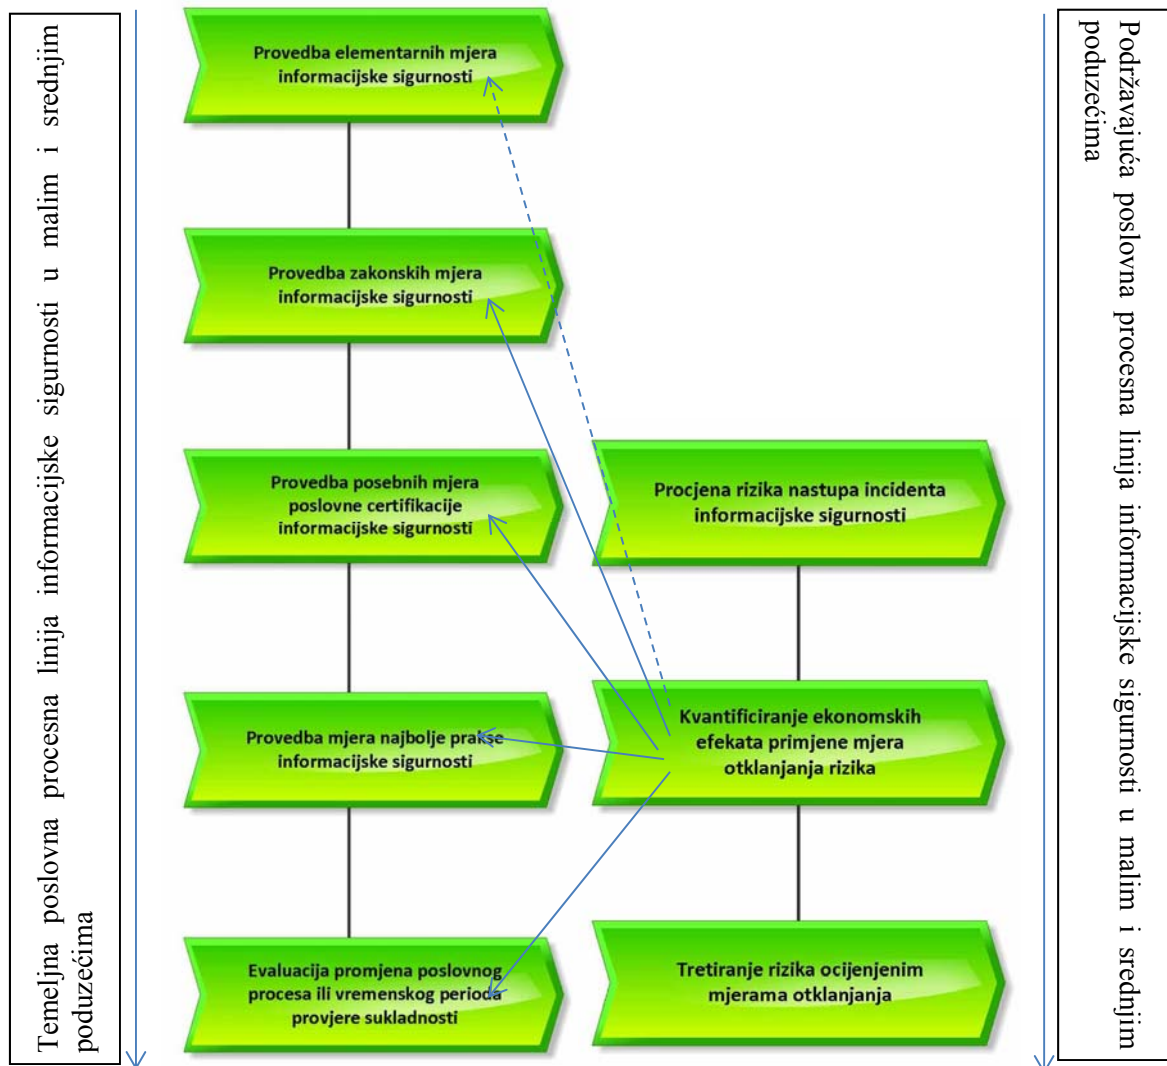 Temeljna poslovna procesna linija informacijske sigurnosti u malim i srednjim
poduzećima
Provedba elementarnih mjera
informacijske sigurnosti
Provedba zakonskih mjera
informacijske sigurnosti
Provedba posebnih mjera
poslovne certifikacije
informacijske sigurnosti
Provedba mjera najbolje prakse
informacijske sigurnosti
Evaluacija promjena poslovnog
procesa ili vremenskog perioda
provjere sukladnosti
Procjena rizika nastupa incidenta
informacijske sigurnosti
Kvantificiranje ekonomskih
efekata primjene mjera
otklanjanja rizika
Tretiranje rizika ocijenjenim
mjerama otklanjanja
Podržavajuća poslovna procesna linija informacijske sigurnosti u malim i srednjim
poduzećima